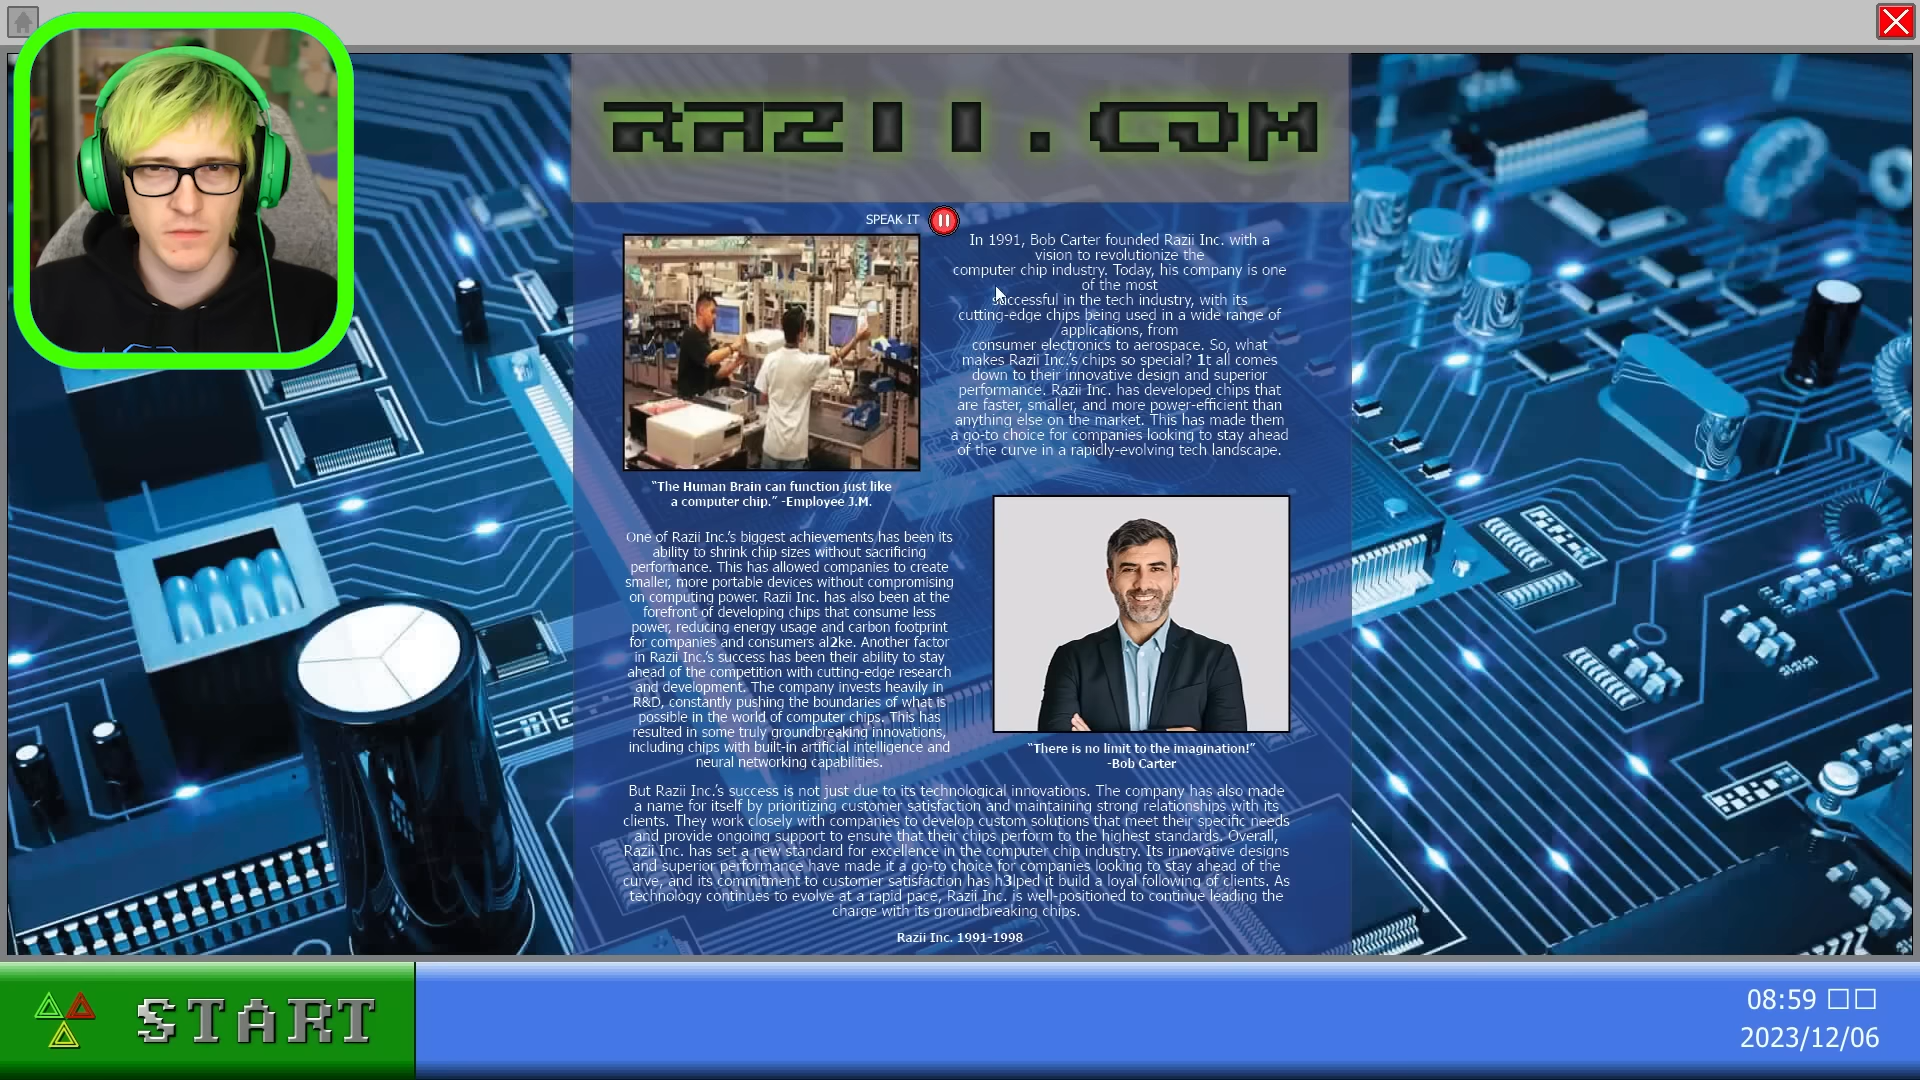 RAZII.COM
SPEAK IT
In 1991, Bob Carter founded Razii Inc. with a
vision to revolutionize the
computer chip industry. Today, his company is one
of the most
successful in the tech industry, with its
cutting-edge chips being used in a wide range of
applications, from
consumer electronics to aerospace. So, what
makes Razii Inc.'s chips so special? 1t all comes
down to their innovative design and superior
performance. Razii Inc. has developed chips that
are faster, smaller, and more power-efficient than
anything else on the market. This has made them
a go-to choice for companies looking to stay ahead
of the curve in a rapidly-evolving tech landscape.
“The Human Brain can function just like
a computer chip.” -Employee J.M.
One of Razii Inc.'s biggest achievements has been its
ability to shrink chip sizes without sacrificing
performance. This has allowed companies to create
smaller, more portable devices without compromising
on computing power. Razii Inc. has also been at the
forefront of developing chips that consume less
power, reducing energy usage and carbon footprint
for companies and consumers al2ke. Another factor
in Razii Inc.'s success has been their ability to stay
ahead of the competition with cutting-edge research
and development. The company invests heavily in
R&D, constantly pushing the boundaries of what is
possible in the world of computer chips. This has
resulted in some truly groundbreaking innovations,
including chips with built-in artificial intelligence and
neural networking capabilities.
“There is no limit to the imagination!”
-Bob Carter
But Razii Inc.'s success is not just due to its technological innovations. The company has also made
a name for itself by prioritizing customer satisfaction and maintaining strong relationships with its
clients. They work closely with companies to develop custom solutions that meet their specific needs
and provide ongoing support to ensure that their chips perform to the highest standards. Overall,
Razii Inc. has set a new standard for excellence in the computer chip industry. Its innovative designs
and superior performance have made it a go-to choice for companies looking to stay ahead of the
curve, and its commitment to customer satisfaction has h3lped it build a loyal following of clients. As
technology continues to evolve at a rapid pace, Razii Inc. is well-positioned to continue leading the
charge with its groundbreaking chips.
Razii Inc. 1991-1998
START
08:59 □□
2023/12/06